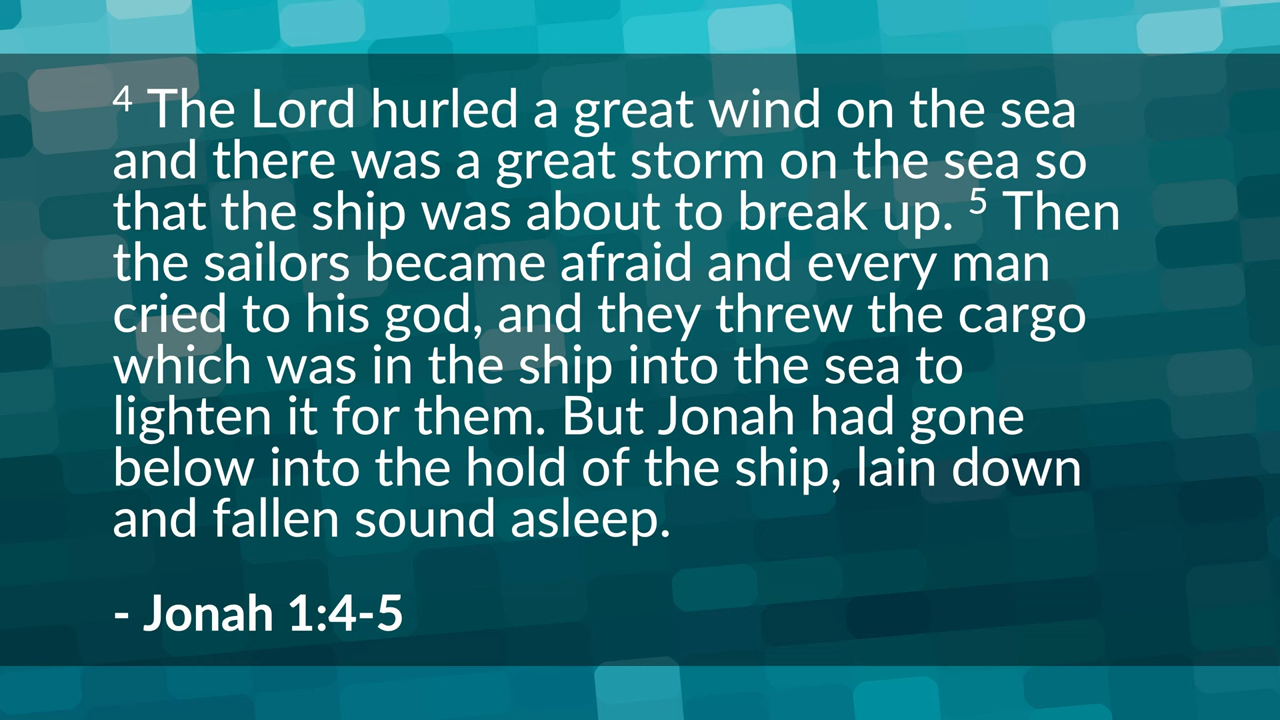 4 The Lord hurled a great wind on the sea
and there was a great storm on the sea so
that the ship was about to break up. 5 Then
the sailors became afraid and every man
cried to his god, and they threw the cargo
which was in the ship into the sea to
lighten it for them. But Jonah had gone
below into the hold of the ship, lain down
and fallen sound asleep.
- Jonah 1:4-5